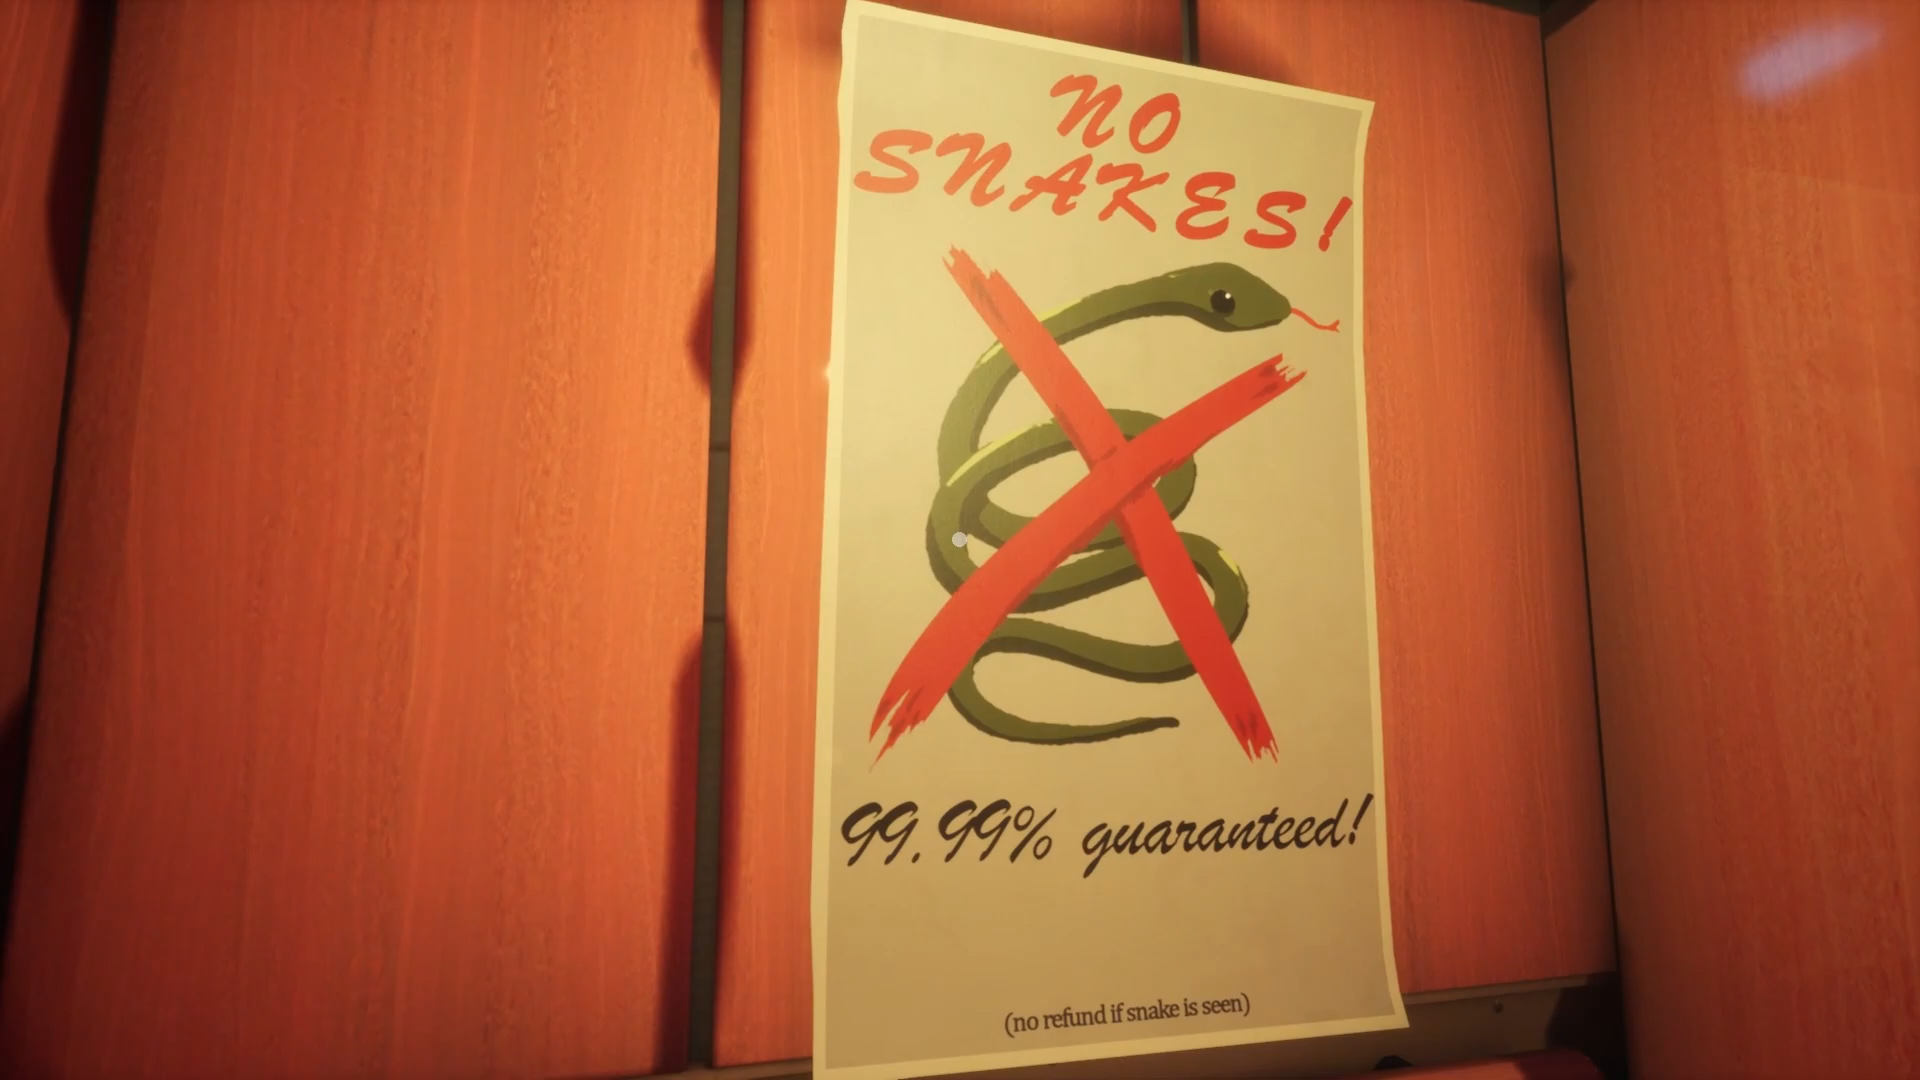 NO
SNAKES!
99.99% guaranteed!
(no refund if snake is seen)